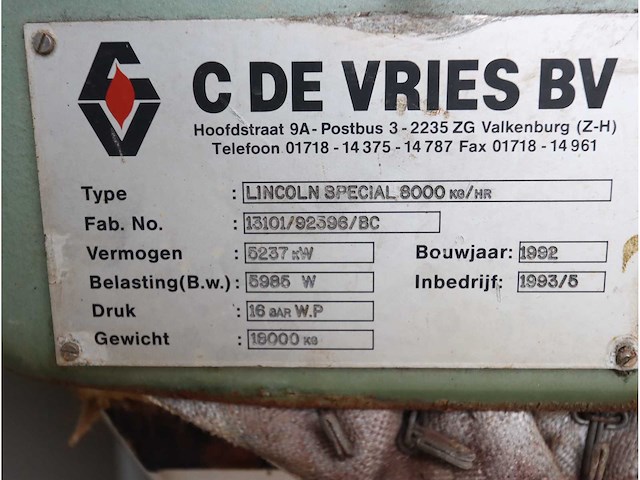 C DE VRIES BV
Hoofdstraat 9A - Postbus 3 - 2235 ZG Valkenburg (Z-H)
Telefoon 01718 - 14 375 - 14 787 Fax 01718 - 14 961
Type : LINCOLN SPECIAL 8000 KG/HR
Fab. No. : 13101/92396/BC
Vermogen : 5237 KW Bouwjaar: 1992
Belasting(B.w.) : 5985 W Inbedrijf: 1993/5
Druk : 16 BAR W.P
Gewicht : 18000 KG